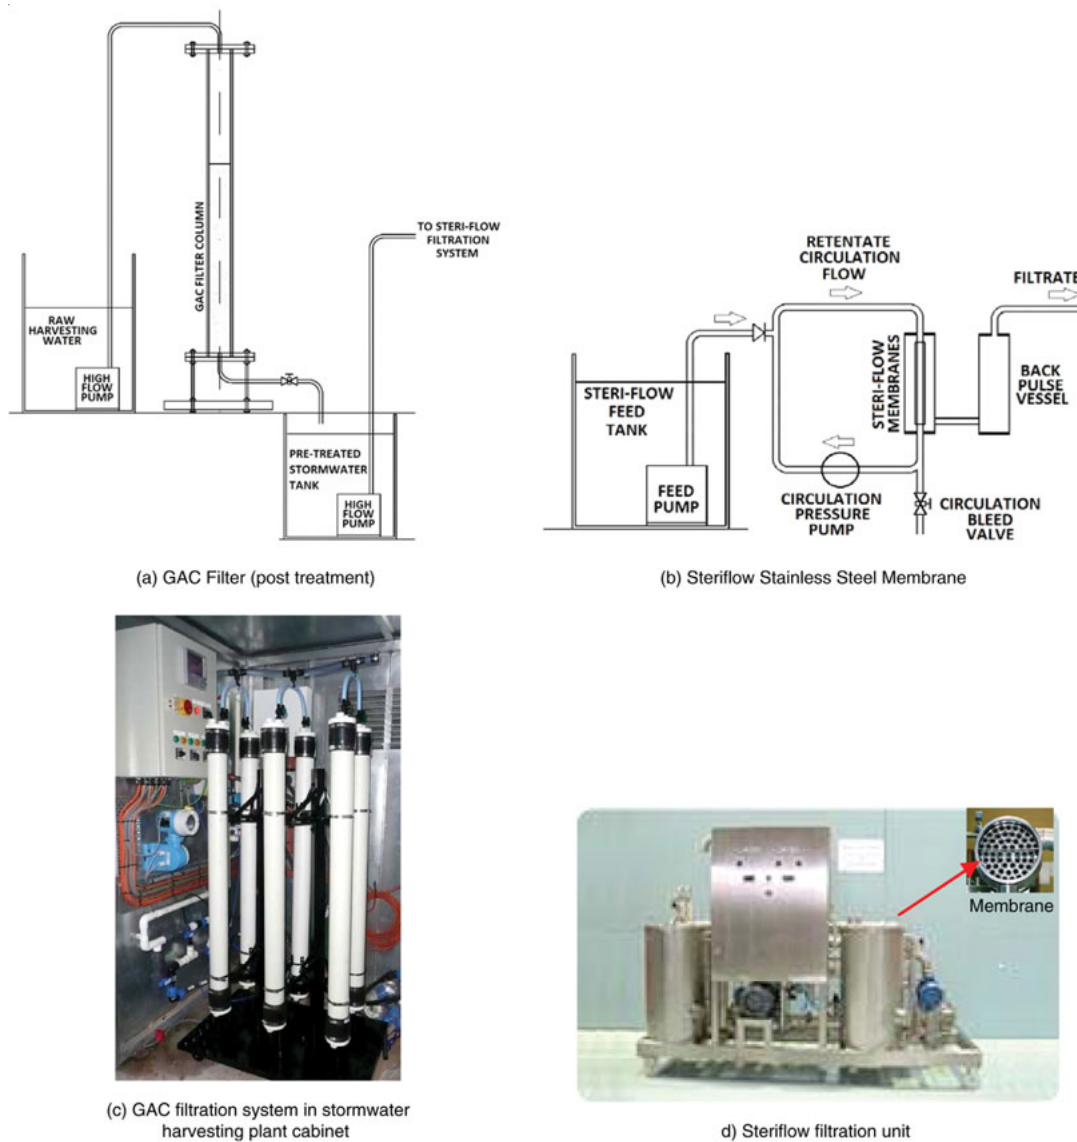 GAC FILTER COLUMN
TO STERI-FLOW
FILTRATION
SYSTEM
RAW
HARVESTING
WATER
HIGH
FLOW
PUMP
PRE-TREATED
STORMWATER
TANK
HIGH
FLOW
PUMP
(a) GAC Filter (post treatment)
RETENTATE
CIRCULATION
FLOW
FILTRATE
STERI-FLOW
FEED
TANK
STERI-FLOW
MEMBRANES
BACK
PULSE
VESSEL
FEED
PUMP
CIRCULATION
PRESSURE
PUMP
CIRCULATION
BLEED
VALVE
(b) Steriflow Stainless Steel Membrane
(c) GAC filtration system in stormwater
harvesting plant cabinet
Membrane
d) Steriflow filtration unit